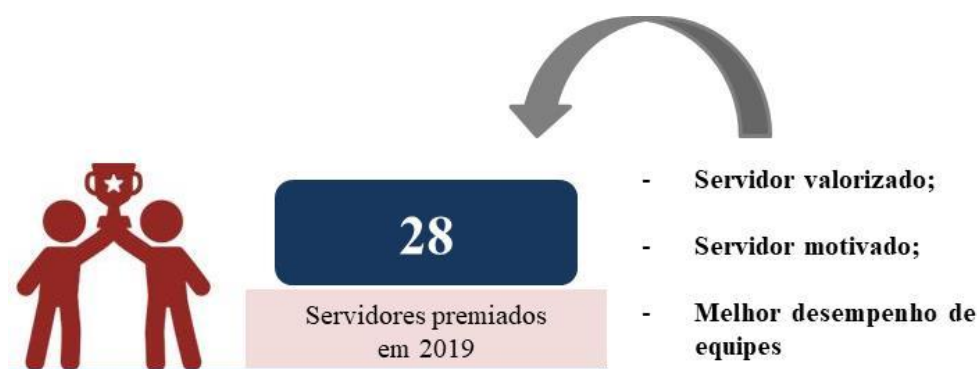 28
Servidores premiados
em 2019
- Servidor valorizado;
- Servidor motivado;
- Melhor desempenho de
equipes